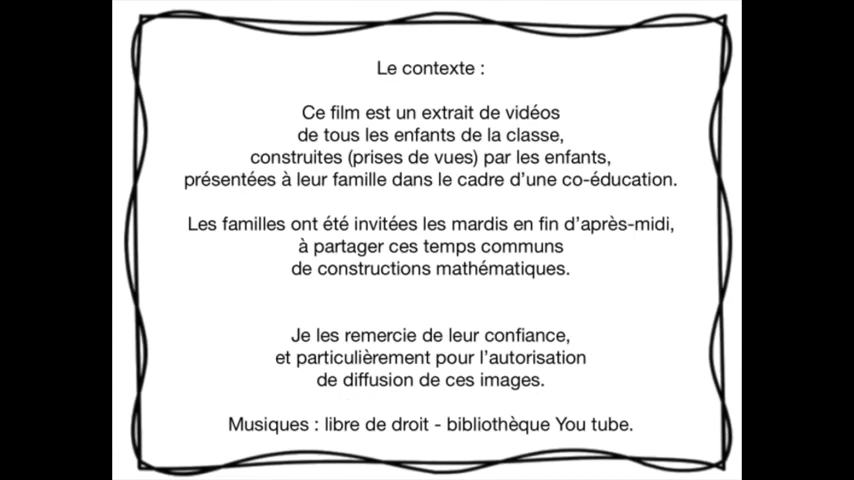 Le contexte :
Ce film est un extrait de vidéos
de tous les enfants de la classe,
construites (prises de vues) par les enfants,
présentées à leur famille dans le cadre d'une co-éducation.
Les familles ont été invitées les mardis en fin d'après-midi,
à partager ces temps communs
de constructions mathématiques.
Je les remercie de leur confiance,
et particulièrement pour l'autorisation
de diffusion de ces images.
Musiques : libre de droit - bibliothèque You tube.